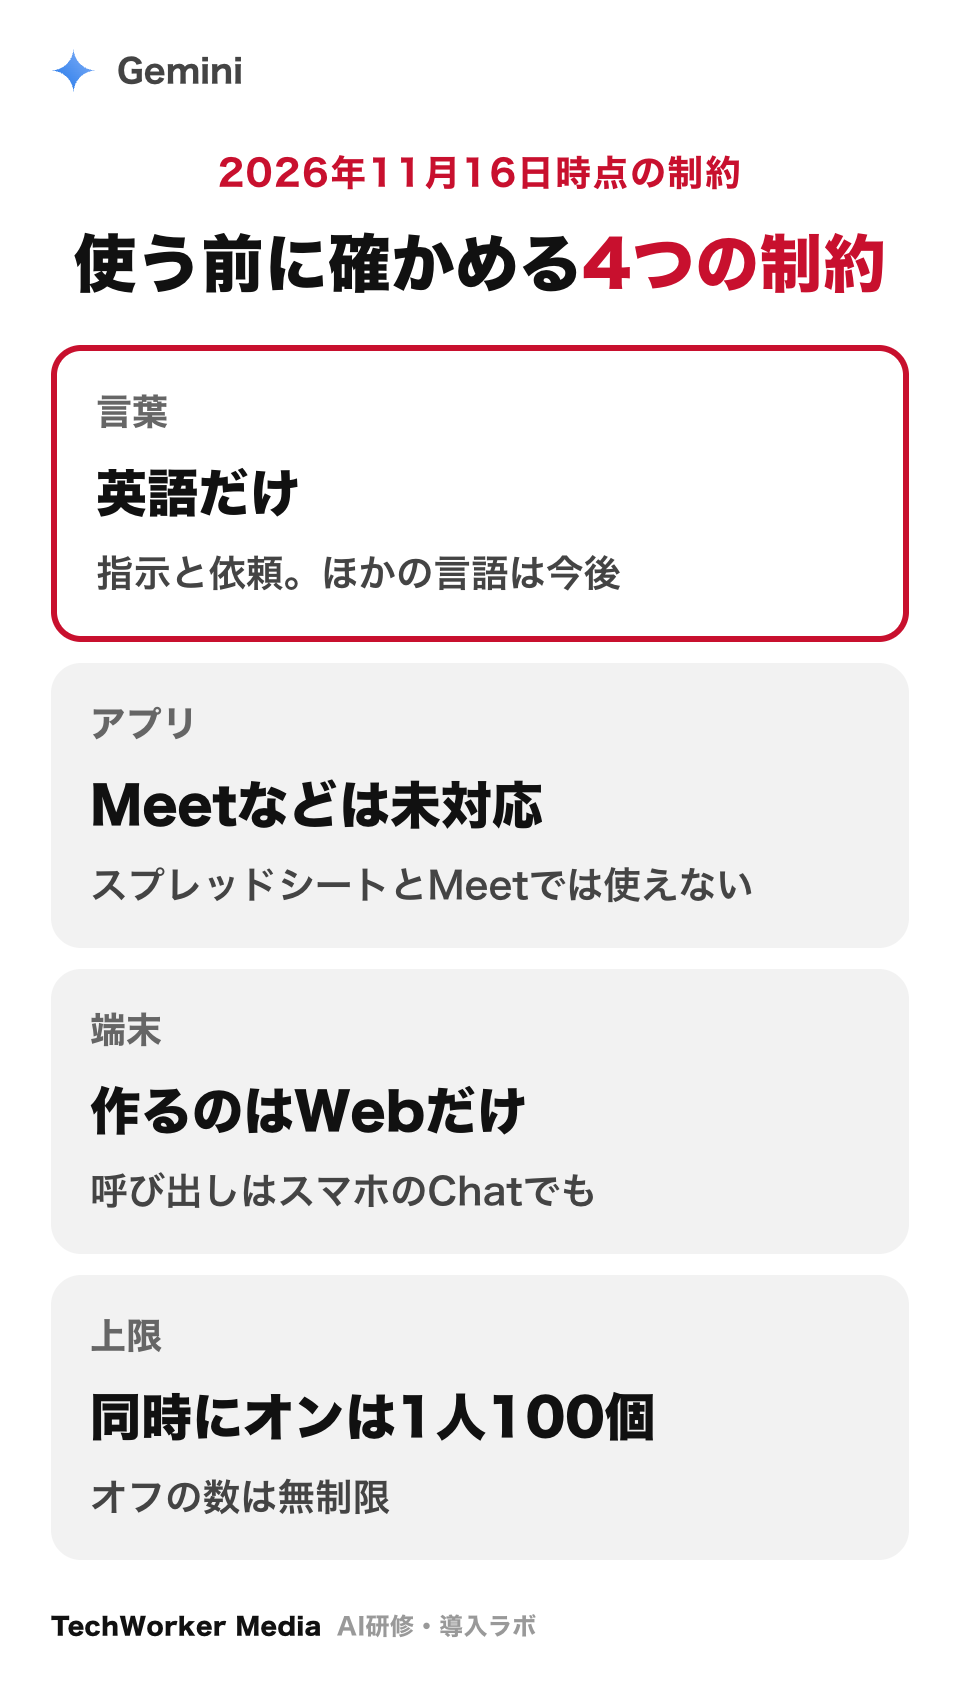 Gemini
2026年11月16日時点の制約
使う前に確かめる4つの制約
言葉
英語だけ
指示と依頼。ほかの言語は今後
アプリ
Meetなどは未対応
スプレッドシートとMeetでは使えない
端末
作るのはWebだけ
呼び出しはスマホのChatでも
上限
同時にオンは1人100個
オフの数は無制限
TechWorker Media AI研修・導入ラボ